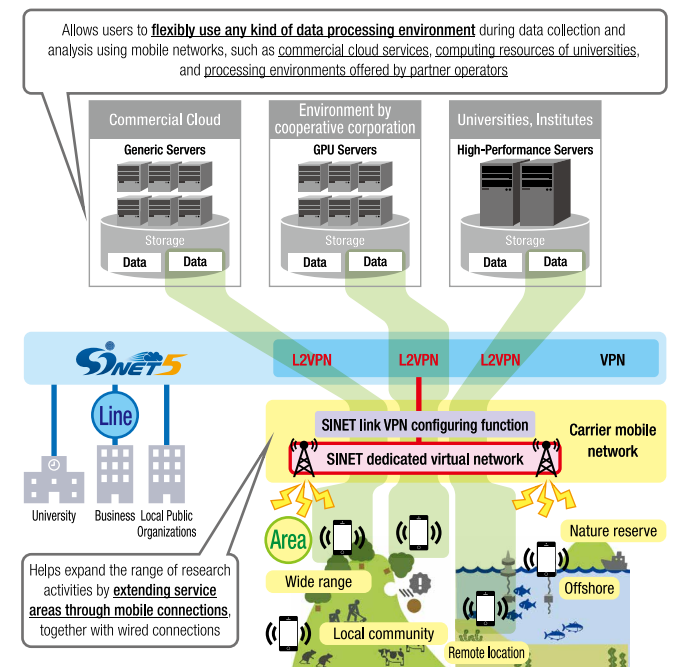 Allows users to flexibly use any kind of data processing environment during data collection and
analysis using mobile networks, such as commercial cloud services, computing resources of universities,
and processing environments offered by partner operators
Commercial Cloud
Generic Servers
Storage
Data
Data
Environment by
cooperative corporation
GPU Servers
Storage
Data
Data
Universities, Institutes
High-Performance Servers
Storage
Data
Data
SINET5
L2VPN
L2VPN
L2VPN
VPN
Line
University
Business
Local Public
Organizations
SINET link VPN configuring function
SINET dedicated virtual network
Carrier mobile
network
Helps expand the range of research
activities by extending service
areas through mobile connections,
together with wired connections
Area
Wide range
Local community
Nature reserve
Offshore
Remote location